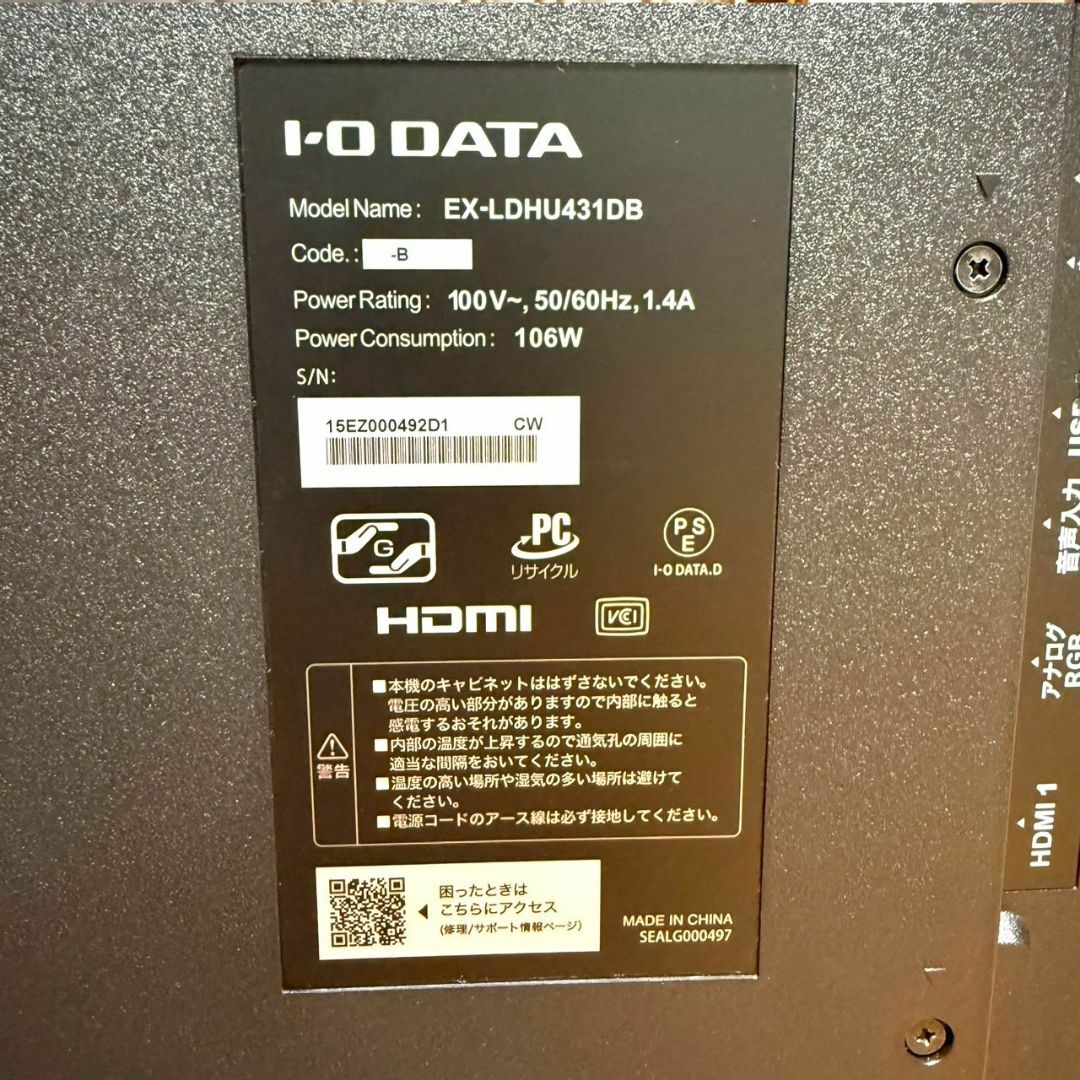 I-O DATA
Model Name: EX-LDHU431DB
Code.: -B
Power Rating: 100V~, 50/60Hz, 1.4A
Power Consumption: 106W
S/N:
15EZ000492D1 CW
G
PC
リサイクル
PSE
I-O DATA.D
HDMI
VCCI
■本機のキャビネットははずさないでください。
電圧の高い部分がありますので内部に触ると
感電するおそれがあります。
■内部の温度が上昇するので通気孔の周囲に
適当な間隔をおいてください。
■温度の高い場所や湿気の多い場所は避けて
ください。
■電源コードのアース線は必ず接地してください。
警告
困ったときは
こちらにアクセス
(修理/サポート情報ページ)
MADE IN CHINA
SEALG000497
USB
音声入力
アナログ
RGB
HDMI 1